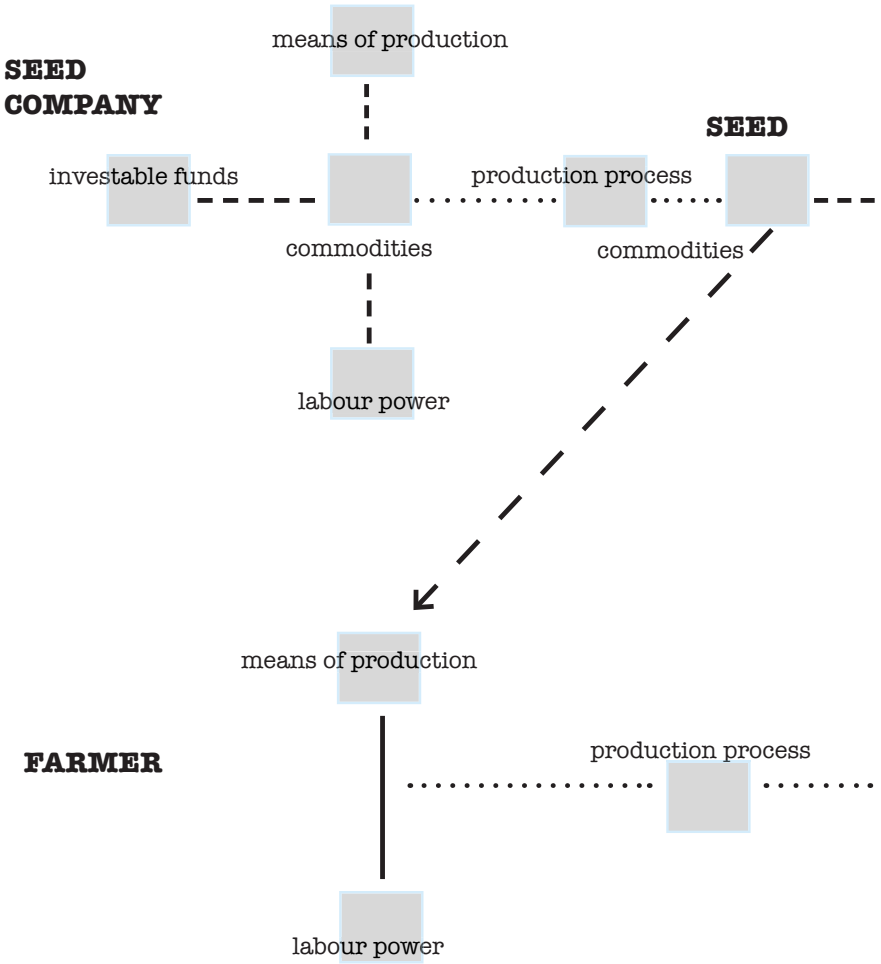 means of production
SEED
COMPANY
SEED
investable funds
production process
commodities
commodities
labour power
means of production
FARMER
production process
labour power